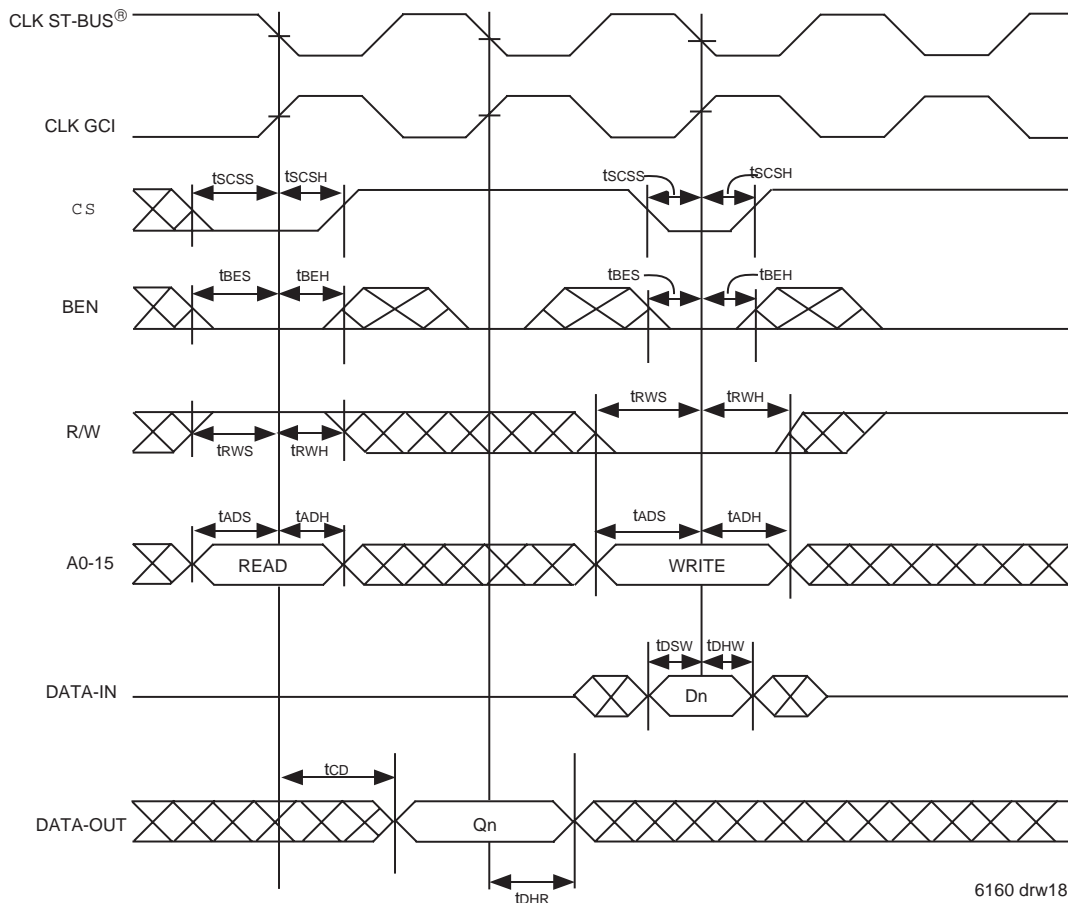 CLK ST-BUS®
CLK GCI
tSCSS tSCSH tSCSS tSCSH
CS
tBES tBEH tBES tBEH
BEN
tRWS tRWH
R/W
tRWS tRWH
tADS tADH tADS tADH
A0-15 READ WRITE
tDSW tDHW
DATA-IN Dn
tCD
DATA-OUT Qn
tDHR
6160 drw18